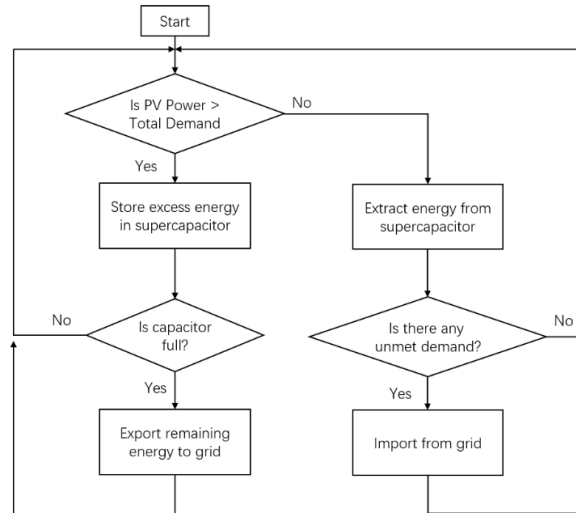 Start
Is PV Power >
Total Demand
No
Yes
Store excess energy
in supercapacitor
Extract energy from
supercapacitor
No
Is capacitor
full?
Is there any
unmet demand?
No
Yes
Yes
Export remaining
energy to grid
Import from grid